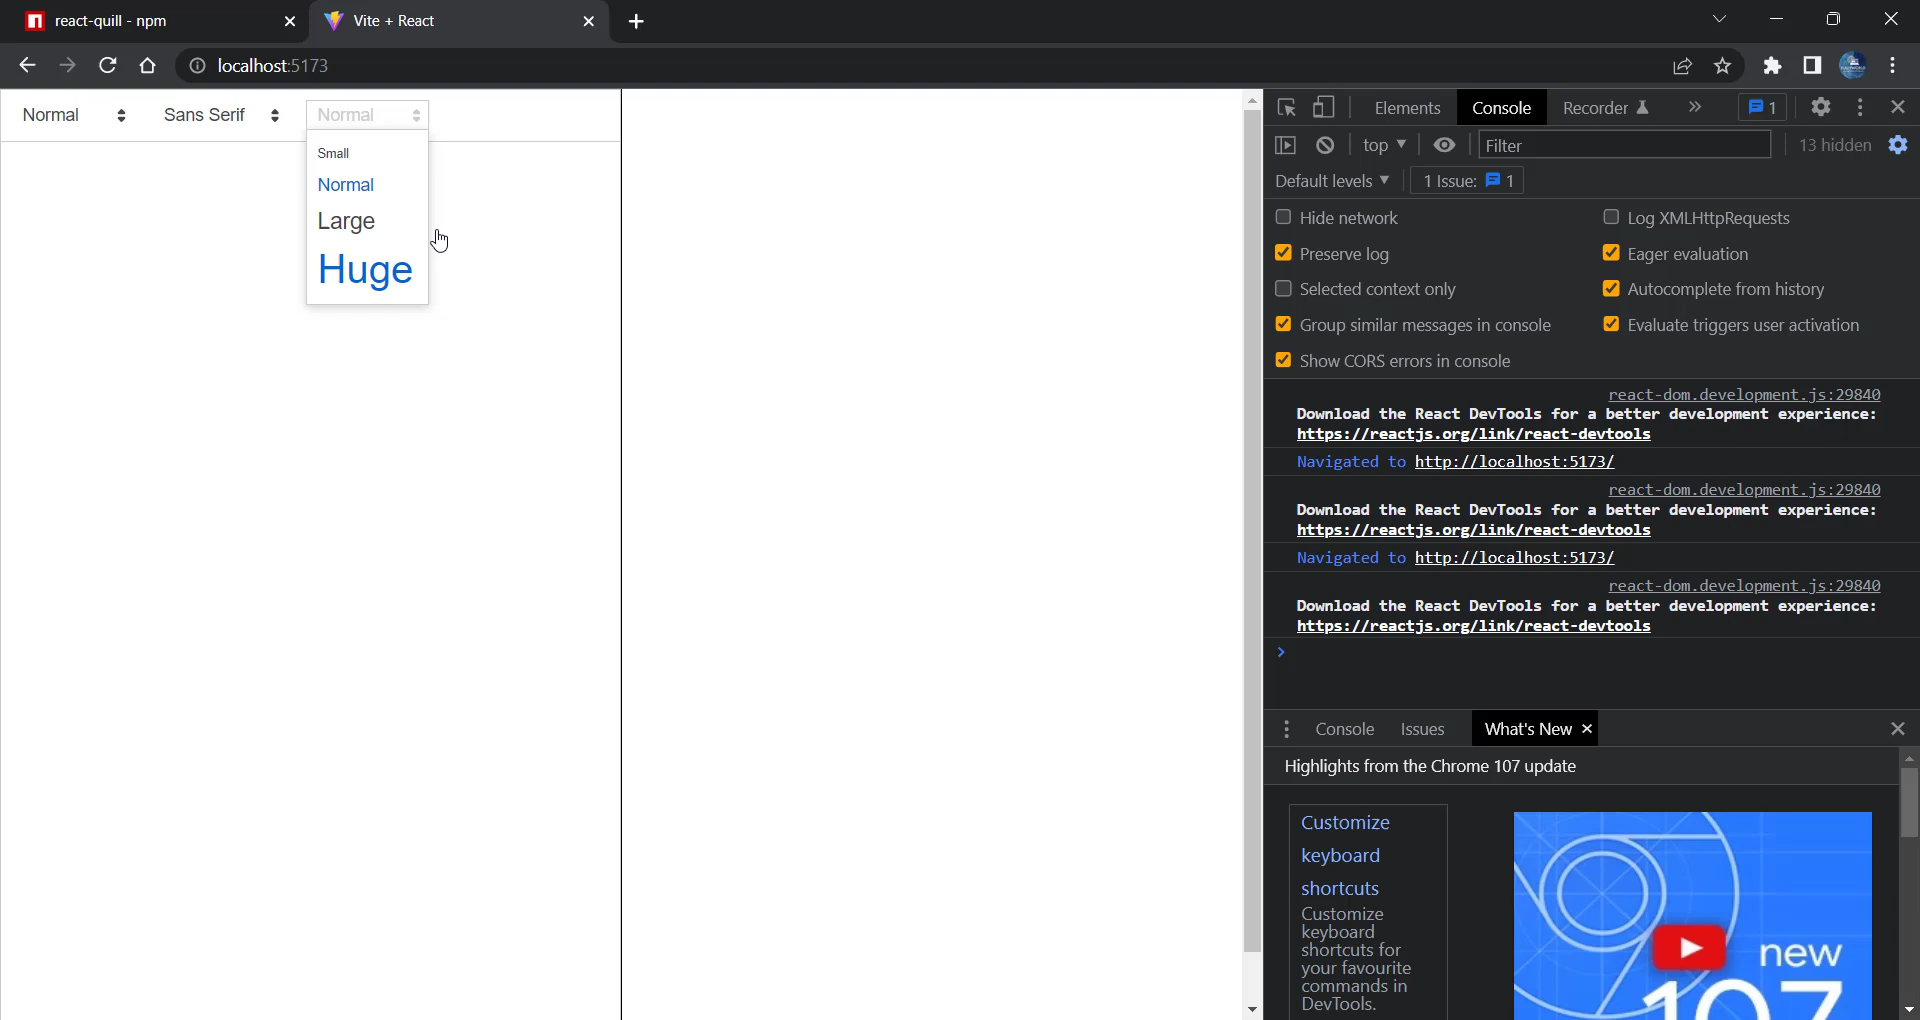 react-quill - npm
Vite + React
localhost:5173
Normal
Sans Serif
Normal
Small
Normal
Large
Huge
Elements
Console
Recorder
1
top
Filter
13 hidden
Default levels
1 Issue:
1
Hide network
Log XMLHttpRequests
Preserve log
Eager evaluation
Selected context only
Autocomplete from history
Group similar messages in console
Evaluate triggers user activation
Show CORS errors in console
react-dom.development.js:29840
Download the React DevTools for a better development experience:
https://reactjs.org/link/react-devtools
Navigated to http://localhost:5173/
react-dom.development.js:29840
Download the React DevTools for a better development experience:
https://reactjs.org/link/react-devtools
Navigated to http://localhost:5173/
react-dom.development.js:29840
Download the React DevTools for a better development experience:
https://reactjs.org/link/react-devtools
Console
Issues
What's New
Highlights from the Chrome 107 update
Customize
keyboard
shortcuts
Customize
keyboard
shortcuts for
your favourite
commands in
DevTools.
new
107